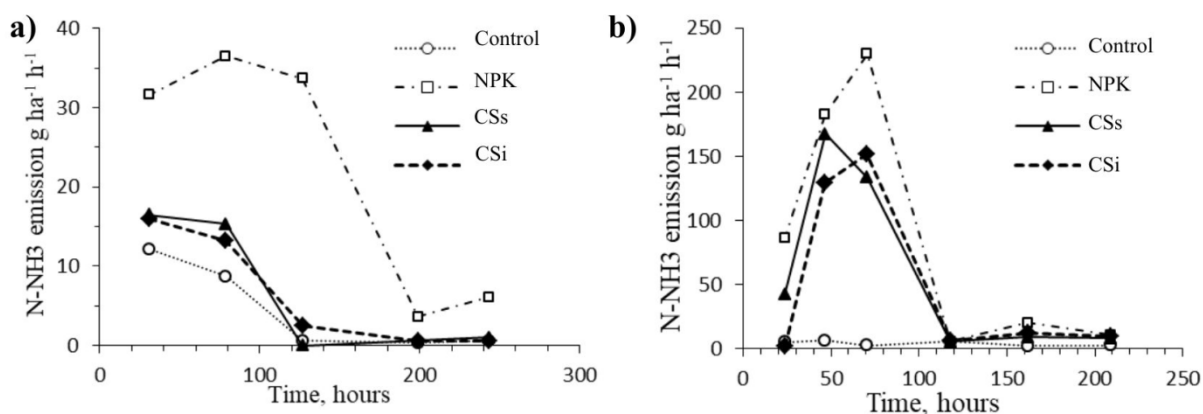 a)
N-NH3 emission g ha⁻¹ h⁻¹
40
30
20
10
0
0
100
200
300
Time, hours
Control
NPK
CSs
CSi
b)
N-NH3 emission g ha⁻¹ h⁻¹
250
200
150
100
50
0
0
50
100
150
200
250
Time, hours
Control
NPK
CSs
CSi